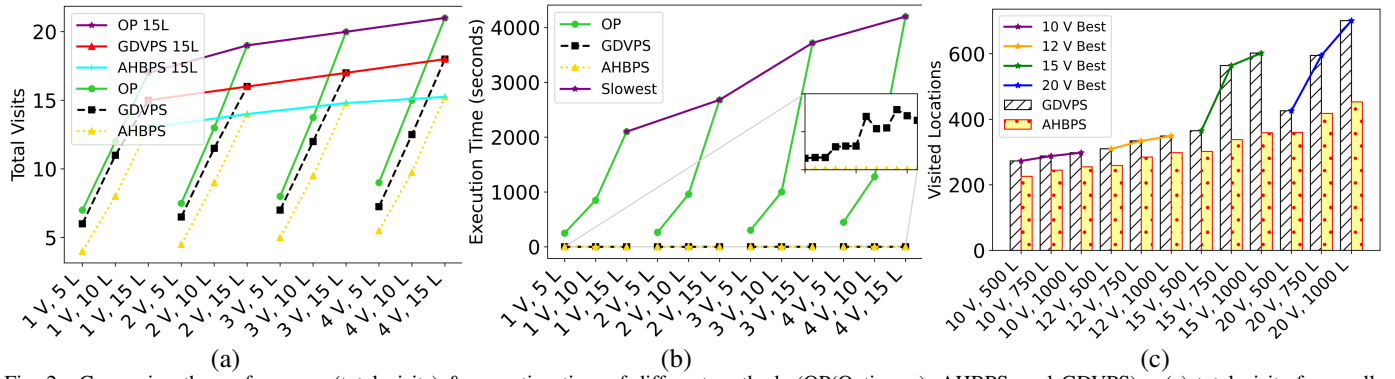 Total Visits
20
15
10
5
OP 15L
GDVPS 15L
AHBPS 15L
OP
GDVPS
AHBPS
1 V, 5 L
1 V, 10 L
1 V, 15 L
2 V, 5 L
2 V, 10 L
2 V, 15 L
3 V, 5 L
3 V, 10 L
3 V, 15 L
4 V, 5 L
4 V, 10 L
4 V, 15 L
(a)
Execution Time (seconds)
4000
3000
2000
1000
0
OP
GDVPS
AHBPS
Slowest
1 V, 5 L
1 V, 10 L
1 V, 15 L
2 V, 5 L
2 V, 10 L
2 V, 15 L
3 V, 5 L
3 V, 10 L
3 V, 15 L
4 V, 5 L
4 V, 10 L
4 V, 15 L
(b)
Visited Locations
600
400
200
0
10 V Best
12 V Best
15 V Best
20 V Best
GDVPS
AHBPS
10 V, 500 L
10 V, 750 L
10 V, 1000 L
12 V, 500 L
12 V, 750 L
12 V, 1000 L
15 V, 500 L
15 V, 750 L
15 V, 1000 L
20 V, 500 L
20 V, 750 L
20 V, 1000 L
(c)